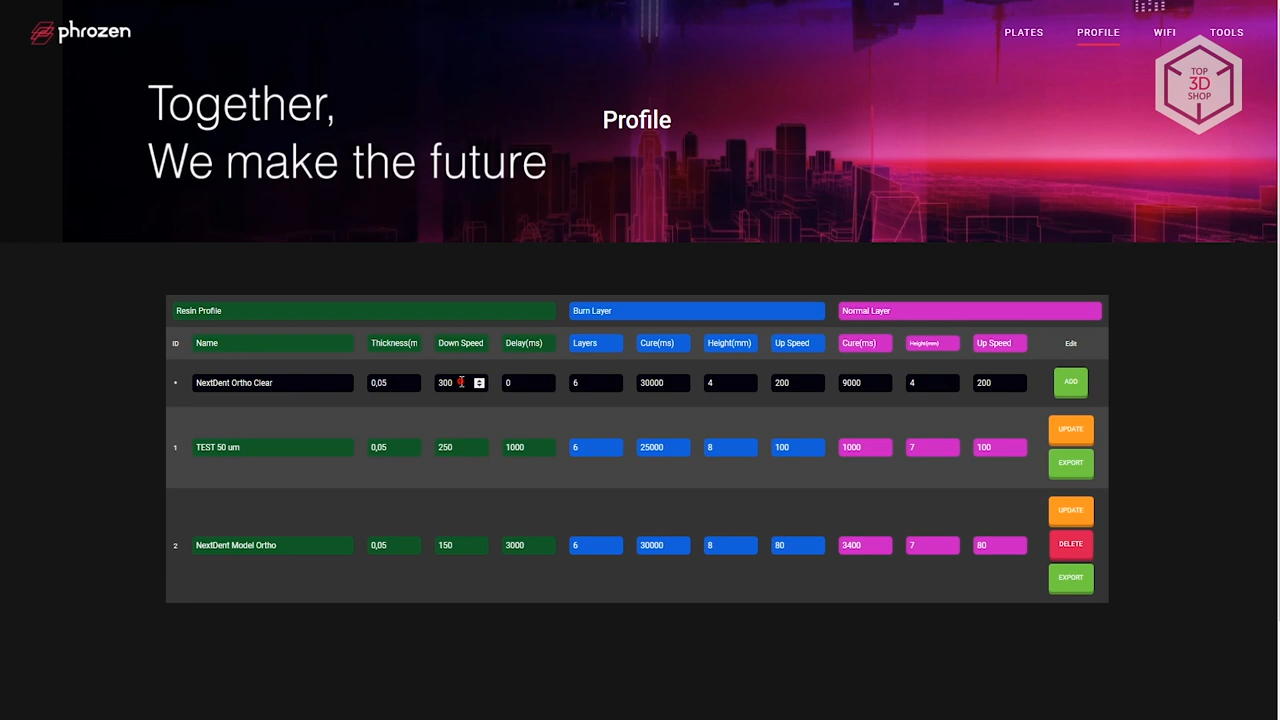 phrozen
PLATES PROFILE WIFI TOOLS
TOP
3D
SHOP
Together,
We make the future
Profile
Resin Profile Burn Layer Normal Layer
ID Name Thickness(m Down Speed Delay(ms) Layers Cure(ms) Height(mm) Up Speed Cure(ms) Height(mm) Up Speed Edit
* NextDent Ortho Clear 0,05 300 0 6 30000 4 200 9000 4 200 ADD
1 TEST 50 um 0,05 250 1000 6 25000 8 100 1000 7 100 UPDATE
EXPORT
2 NextDent Model Ortho 0,05 150 3000 6 30000 8 80 3400 7 80 UPDATE
DELETE
EXPORT